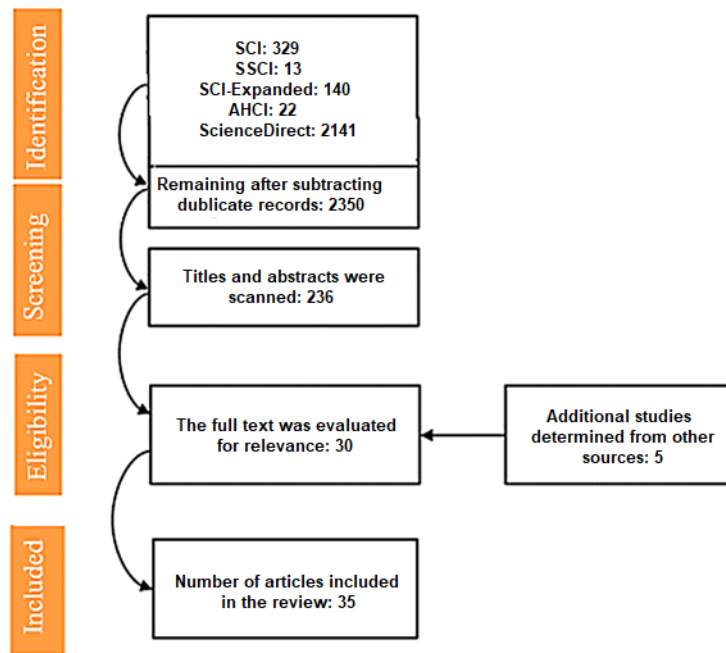 Identification
SCI: 329
SSCI: 13
SCI-Expanded: 140
AHCI: 22
ScienceDirect: 2141
Remaining after subtracting
dublicate records: 2350
Screening
Titles and abstracts were
scanned: 236
Eligibility
The full text was evaluated
for relevance: 30
Additional studies
determined from other
sources: 5
Included
Number of articles included
in the review: 35